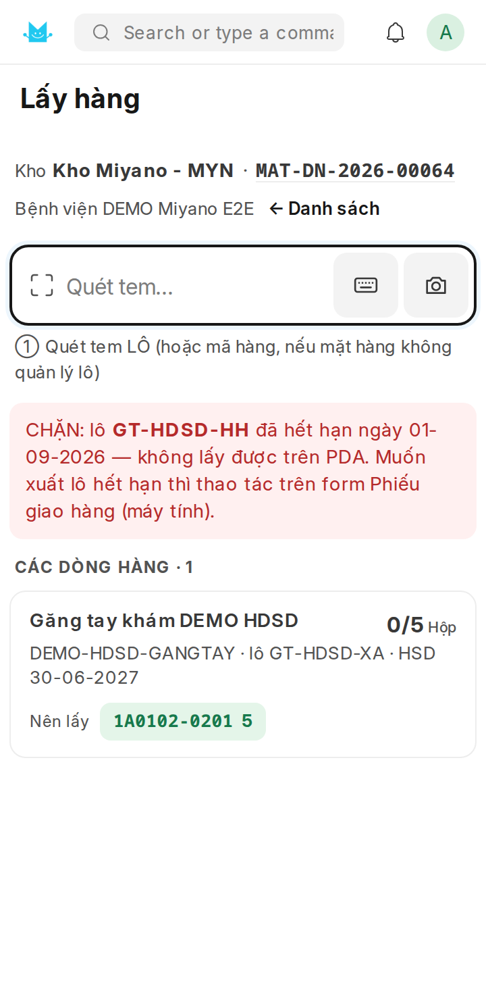 Search or type a comma
A
Lấy hàng
Kho Kho Miyano - MYN · MAT-DN-2026-00064
Bệnh viện DEMO Miyano E2E ← Danh sách
Quét tem...
① Quét tem LÔ (hoặc mã hàng, nếu mặt hàng không
quản lý lô)
CHẶN: lô GT-HDSD-HH đã hết hạn ngày 01-
09-2026 — không lấy được trên PDA. Muốn
xuất lô hết hạn thì thao tác trên form Phiếu
giao hàng (máy tính).
CÁC DÒNG HÀNG · 1
Găng tay khám DEMO HDSD
0/5 Hộp
DEMO-HDSD-GANGTAY · lô GT-HDSD-XA · HSD
30-06-2027
Nên lấy 1A0102-0201 5